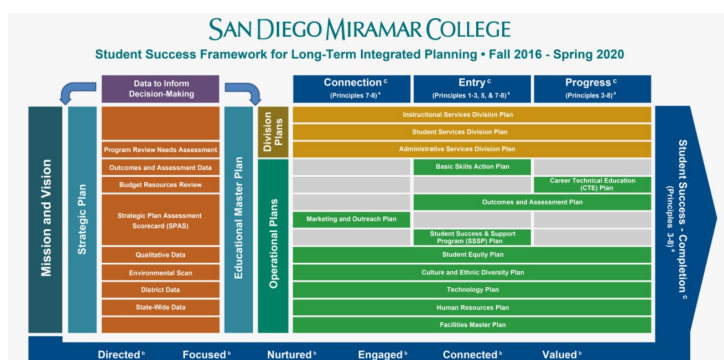 SAN DIEGO MIRAMAR COLLEGE
Student Success Framework for Long-Term Integrated Planning • Fall 2016 - Spring 2020
Data to Inform
Decision-Making
Connection c
(Principles 7-8) a
Entry c
(Principles 1-3, 5, & 7-8) a
Progress c
(Principles 3-8) a
Mission and Vision
Strategic Plan
Program Review Needs Assessment
Outcomes and Assessment Data
Budget Resources Review
Strategic Plan Assessment
Scorecard (SPAS)
Qualitative Data
Environmental Scan
District Data
State-Wide Data
Educational Master Plan
Division
Plans
Operational Plans
Instructional Services Division Plan
Student Services Division Plan
Administrative Services Division Plan
Basic Skills Action Plan
Career Technical Education
(CTE) Plan
Outcomes and Assessment Plan
Marketing and Outreach Plan
Student Success & Support
Program (SSSP) Plan
Student Equity Plan
Culture and Ethnic Diversity Plan
Technology Plan
Human Resources Plan
Facilities Master Plan
Student Success - Completion c
(Principles 3-8) a
Directed b Focused b Nurtured b Engaged b Connected b Valued b